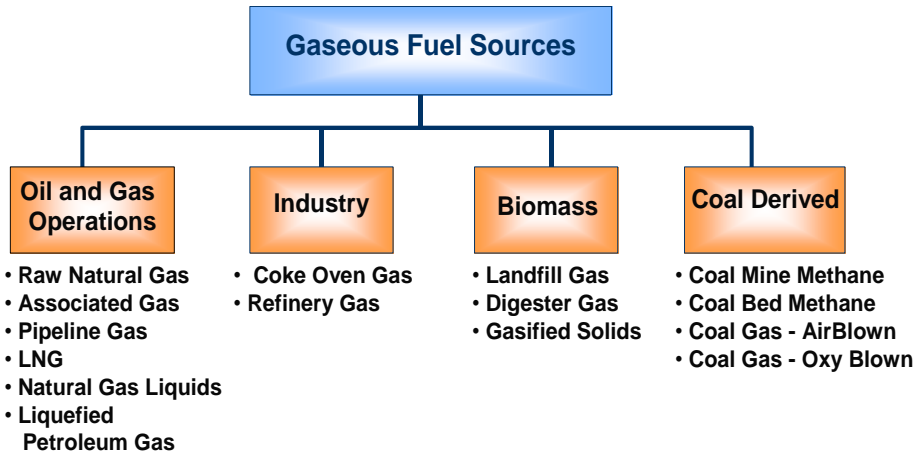 Gaseous Fuel Sources
Oil and Gas
Operations
• Raw Natural Gas
• Associated Gas
• Pipeline Gas
• LNG
• Natural Gas Liquids
• Liquefied
Petroleum Gas
Industry
• Coke Oven Gas
• Refinery Gas
Biomass
• Landfill Gas
• Digester Gas
• Gasified Solids
Coal Derived
• Coal Mine Methane
• Coal Bed Methane
• Coal Gas - AirBlown
• Coal Gas - Oxy Blown